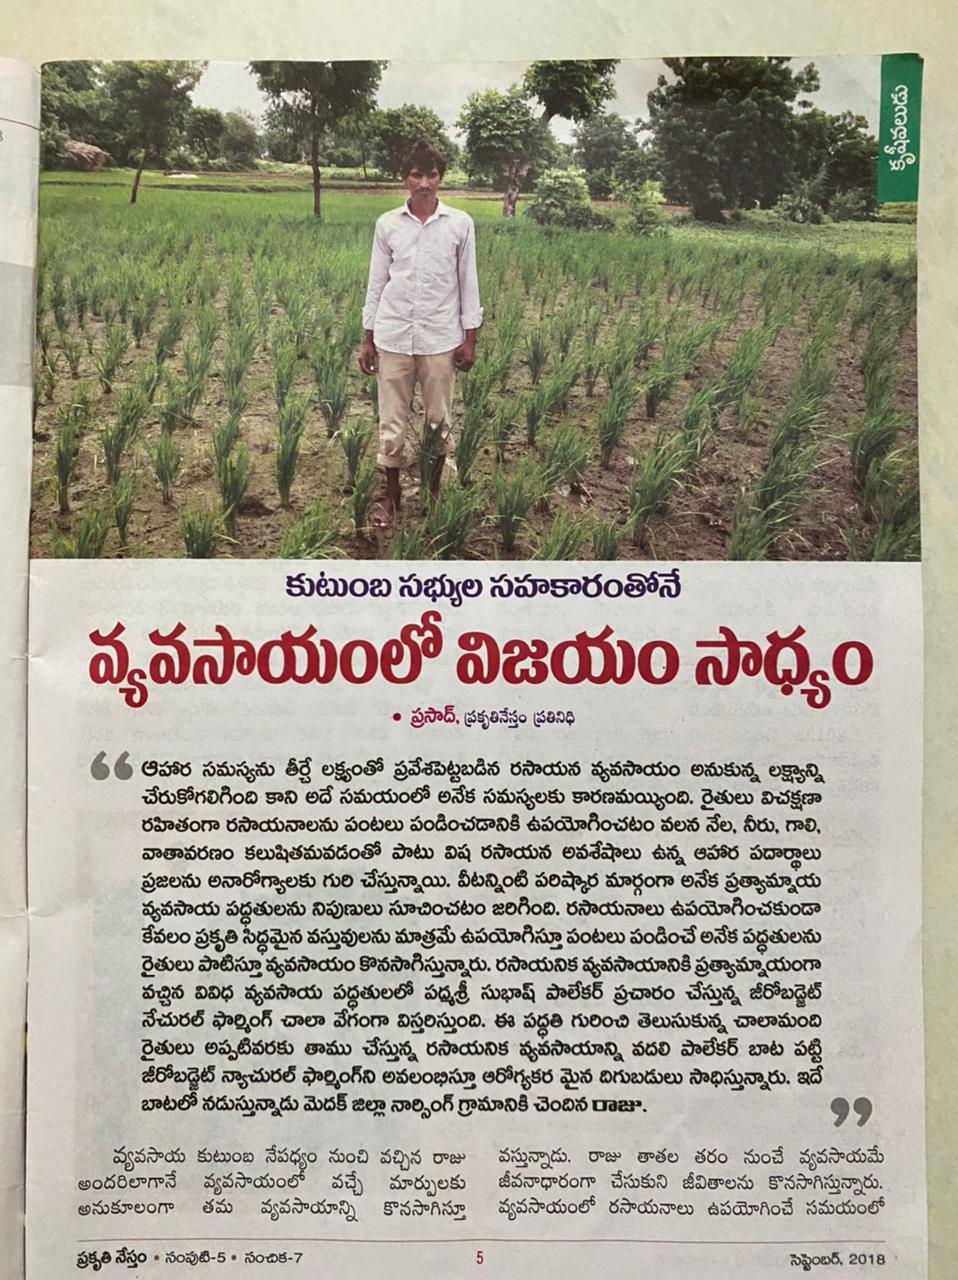 కృషీవలుడు
కుటుంబ సభ్యుల సహకారంతోనే
వ్యవసాయంలో విజయం సాధ్యం
• ప్రసాద్, ప్రకృతినేస్తం ప్రతినిధి
“ ఆహార సమస్యను తీర్చే లక్ష్యంతో ప్రవేశపెట్టబడిన రసాయన వ్యవసాయం అనుకున్న లక్ష్యాన్ని
చేరుకోగలిగింది కాని అదే సమయంలో అనేక సమస్యలకు కారణమయ్యింది. రైతులు విచక్షణా
రహితంగా రసాయనాలను పంటలు పండించడానికి ఉపయోగించటం వలన నేల, నీరు, గాలి,
వాతావరణం కలుషితమవడంతో పాటు విష రసాయన అవశేషాలు ఉన్న ఆహార పదార్థాలు
ప్రజలను అనారోగ్యాలకు గురి చేస్తున్నాయి. వీటన్నింటి పరిష్కార మార్గంగా అనేక ప్రత్యామ్నాయ
వ్యవసాయ పద్ధతులను నిపుణులు సూచించటం జరిగింది. రసాయనాలు ఉపయోగించకుండా
కేవలం ప్రకృతి సిద్ధమైన వస్తువులను మాత్రమే ఉపయోగిస్తూ పంటలు పండించే అనేక పద్ధతులను
రైతులు పాటిస్తూ వ్యవసాయం కొనసాగిస్తున్నారు. రసాయనిక వ్యవసాయానికి ప్రత్యామ్నాయంగా
వచ్చిన వివిధ వ్యవసాయ పద్ధతులలో పద్మశ్రీ సుభాష్ పాలేకర్ ప్రచారం చేస్తున్న జీరోబడ్జెట్
నేచురల్ ఫార్మింగ్ చాలా వేగంగా విస్తరిస్తుంది. ఈ పద్ధతి గురించి తెలుసుకున్న చాలామంది
రైతులు అప్పటివరకు తాము చేస్తున్న రసాయనిక వ్యవసాయాన్ని వదలి పాలేకర్ బాట పట్టి
జీరోబడ్జెట్ న్యాచురల్ ఫార్మింగ్‌ని అవలంభిస్తూ ఆరోగ్యకర మైన దిగుబడులు సాధిస్తున్నారు. ఇదే
బాటలో నడుస్తున్నాడు మెదక్ జిల్లా నార్సింగ్ గ్రామానికి చెందిన రాజు. ”
వ్యవసాయ కుటుంబ నేపధ్యం నుంచి వచ్చిన రాజు
అందరిలాగానే వ్యవసాయంలో వచ్చే మార్పులకు
అనుకూలంగా తమ వ్యవసాయాన్ని కొనసాగిస్తూ
వస్తున్నాడు. రాజు తాతల తరం నుంచే వ్యవసాయమే
జీవనాధారంగా చేసుకుని జీవితాలను కొనసాగిస్తున్నారు.
వ్యవసాయంలో రసాయనాలు ఉపయోగించే సమయంలో
ప్రకృతి నేస్తం • సంపుటి-5 • సంచిక-7
5
సెప్టెంబర్, 2018